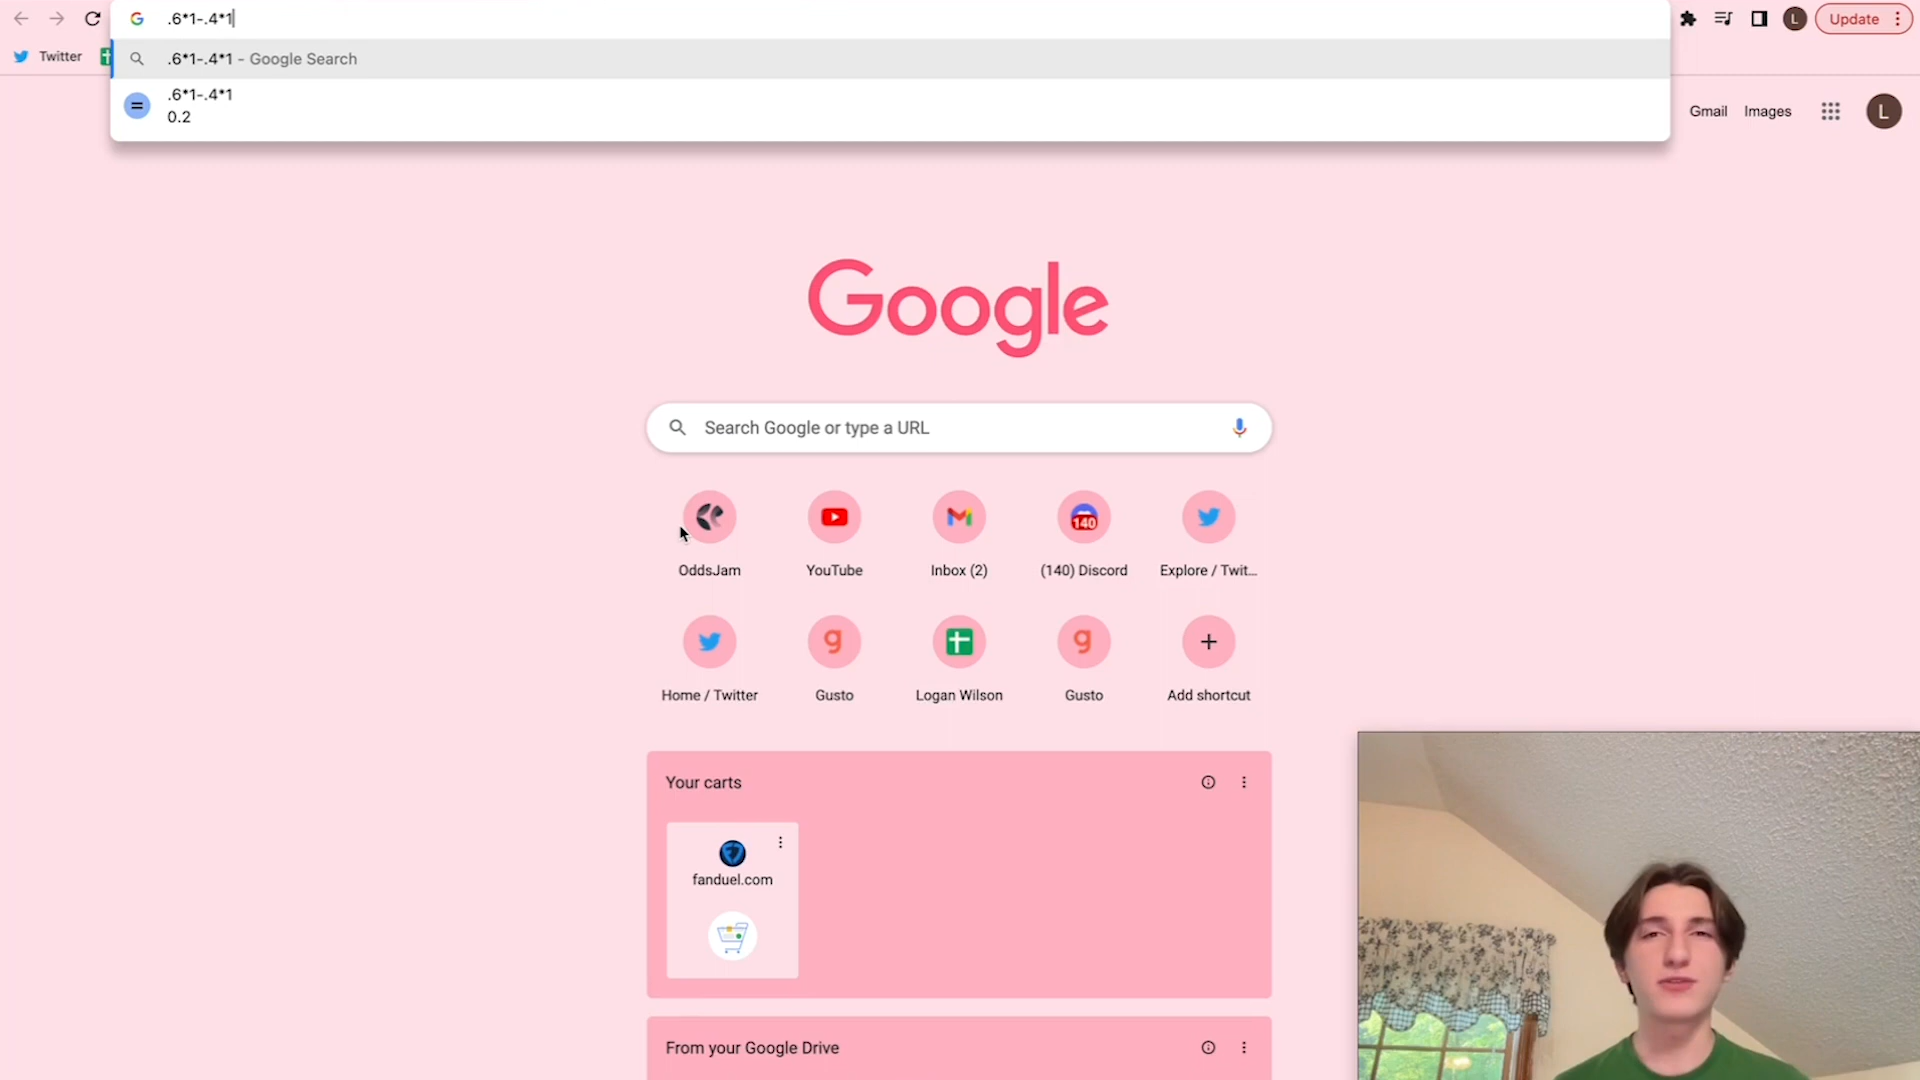 .6*1-.4*1
Update
L
Twitter
.6*1-.4*1 - Google Search
.6*1-.4*1
0.2
Gmail
Images
L
Google
Search Google or type a URL
OddsJam
YouTube
Inbox (2)
140
(140) Discord
Explore / Twit...
Home / Twitter
Gusto
Logan Wilson
Gusto
Add shortcut
Your carts
fanduel.com
From your Google Drive